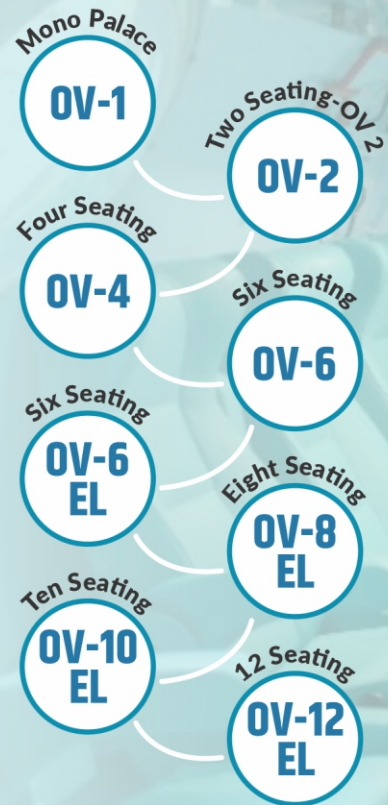 Mono Palace
OV-1
Two Seating-OV 2
OV-2
Four Seating
OV-4
Six Seating
OV-6
Six Seating
OV-6
EL
Eight Seating
OV-8
EL
Ten Seating
OV-10
EL
12 Seating
OV-12
EL